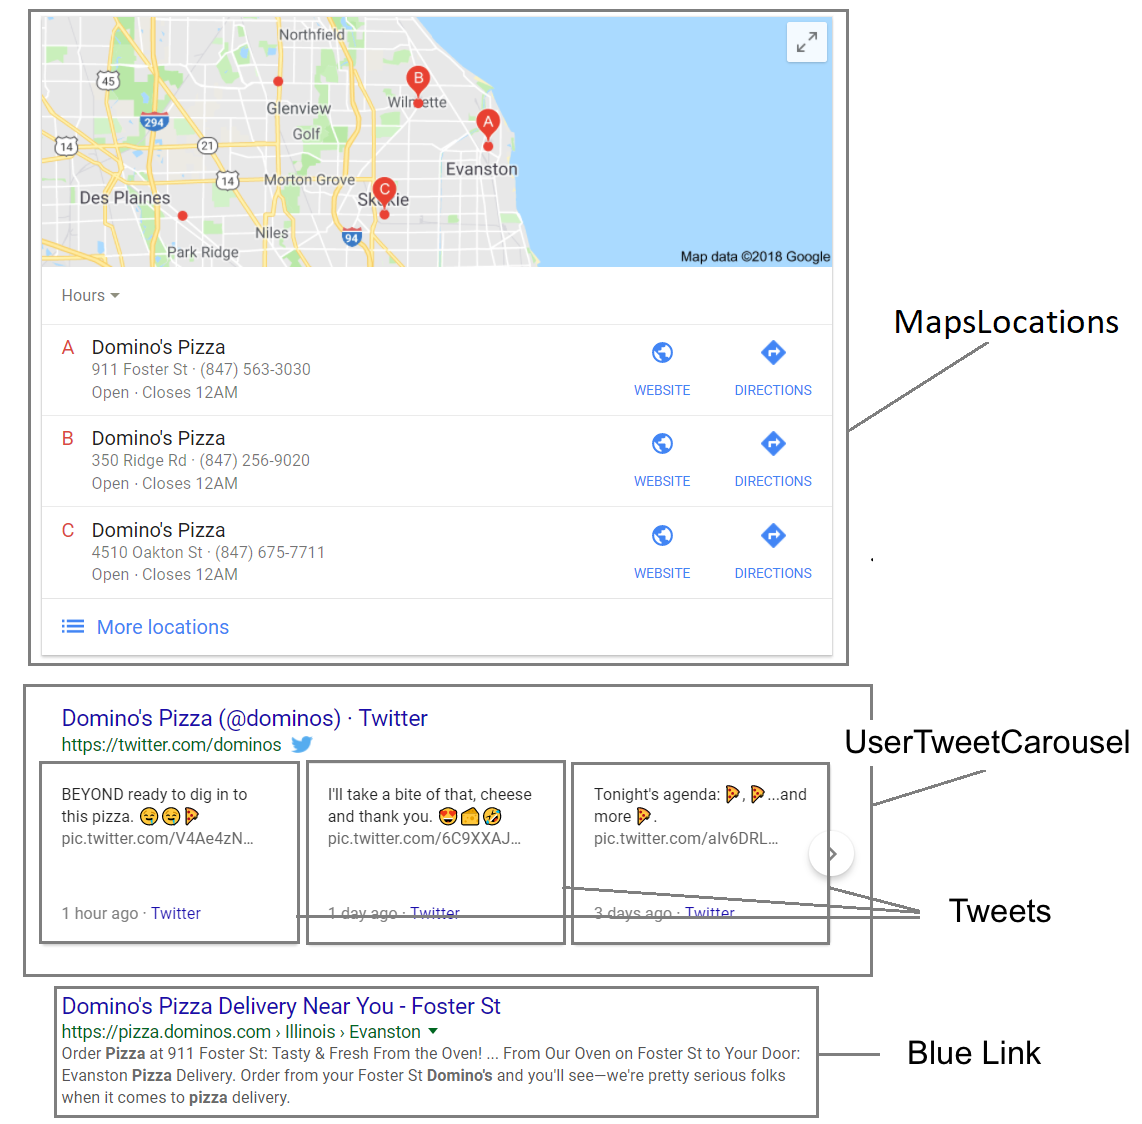 Northfield
45
B
Wilmette
Glenview
294
A
Golf
14
21
Evanston
14
Morton Grove
C
Des Plaines
Skokie
Niles
94
Park Ridge
Map data ©2018 Google
Hours
MapsLocations
A Domino's Pizza
911 Foster St · (847) 563-3030
Open · Closes 12AM
WEBSITE DIRECTIONS
B Domino's Pizza
350 Ridge Rd · (847) 256-9020
Open · Closes 12AM
WEBSITE DIRECTIONS
C Domino's Pizza
4510 Oakton St · (847) 675-7711
Open · Closes 12AM
WEBSITE DIRECTIONS
More locations
Domino's Pizza (@dominos) · Twitter
https://twitter.com/dominos
UserTweetCarousel
BEYOND ready to dig in to
this pizza. 🤤🤤🍕
pic.twitter.com/V4Ae4zN...
1 hour ago · Twitter
I'll take a bite of that, cheese
and thank you. 😍🧀🤣
pic.twitter.com/6C9XXAJ...
1 day ago · Twitter
Tonight's agenda: 🍕, 🍕...and
more 🍕.
pic.twitter.com/aIv6DRL...
3 days ago · Twitter
Tweets
Domino's Pizza Delivery Near You - Foster St
https://pizza.dominos.com › Illinois › Evanston
Order Pizza at 911 Foster St: Tasty & Fresh From the Oven! ... From Our Oven on Foster St to Your Door:
Evanston Pizza Delivery. Order from your Foster St Domino's and you'll see—we're pretty serious folks
when it comes to pizza delivery.
Blue Link